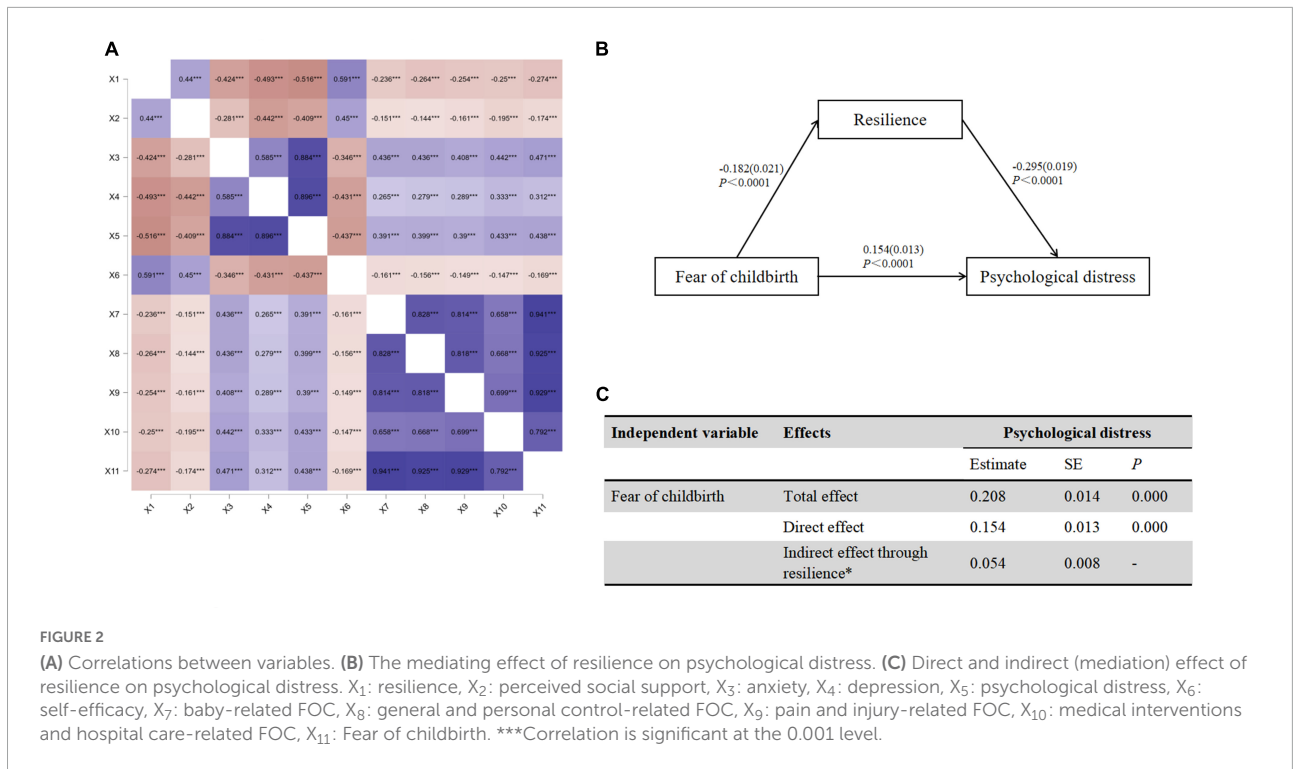 A
X1 0.44*** -0.424*** -0.493*** -0.516*** 0.591*** -0.236*** -0.264*** -0.254*** -0.25*** -0.274***
X2 0.44*** -0.281*** -0.442*** -0.409*** 0.45*** -0.151*** -0.144*** -0.161*** -0.195*** -0.174***
X3 -0.424*** -0.281*** 0.585*** 0.884*** -0.346*** 0.436*** 0.436*** 0.408*** 0.442*** 0.471***
X4 -0.493*** -0.442*** 0.585*** 0.896*** -0.431*** 0.265*** 0.279*** 0.289*** 0.333*** 0.312***
X5 -0.516*** -0.409*** 0.884*** 0.896*** -0.437*** 0.391*** 0.399*** 0.39*** 0.433*** 0.438***
X6 0.591*** 0.45*** -0.346*** -0.431*** -0.437*** -0.161*** -0.156*** -0.149*** -0.147*** -0.169***
X7 -0.236*** -0.151*** 0.436*** 0.265*** 0.391*** -0.161*** 0.828*** 0.814*** 0.658*** 0.941***
X8 -0.264*** -0.144*** 0.436*** 0.279*** 0.399*** -0.156*** 0.828*** 0.818*** 0.668*** 0.925***
X9 -0.254*** -0.161*** 0.408*** 0.289*** 0.39*** -0.149*** 0.814*** 0.818*** 0.699*** 0.929***
X10 -0.25*** -0.195*** 0.442*** 0.333*** 0.433*** -0.147*** 0.658*** 0.668*** 0.699*** 0.792***
X11 -0.274*** -0.174*** 0.471*** 0.312*** 0.438*** -0.169*** 0.941*** 0.925*** 0.929*** 0.792***
X1 X2 X3 X4 X5 X6 X7 X8 X9 X10 X11
B
Resilience
-0.182(0.021)
P<0.0001
-0.295(0.019)
P<0.0001
0.154(0.013)
P<0.0001
Fear of childbirth
Psychological distress
C
Independent variable Effects Psychological distress
Estimate SE P
Fear of childbirth Total effect 0.208 0.014 0.000
Direct effect 0.154 0.013 0.000
Indirect effect through
resilience* 0.054 0.008 -
FIGURE 2
(A) Correlations between variables. (B) The mediating effect of resilience on psychological distress. (C) Direct and indirect (mediation) effect of
resilience on psychological distress. X₁: resilience, X₂: perceived social support, X₃: anxiety, X₄: depression, X₅: psychological distress, X₆:
self-efficacy, X₇: baby-related FOC, X₈: general and personal control-related FOC, X₉: pain and injury-related FOC, X₁₀: medical interventions
and hospital care-related FOC, X₁₁: Fear of childbirth. ***Correlation is significant at the 0.001 level.